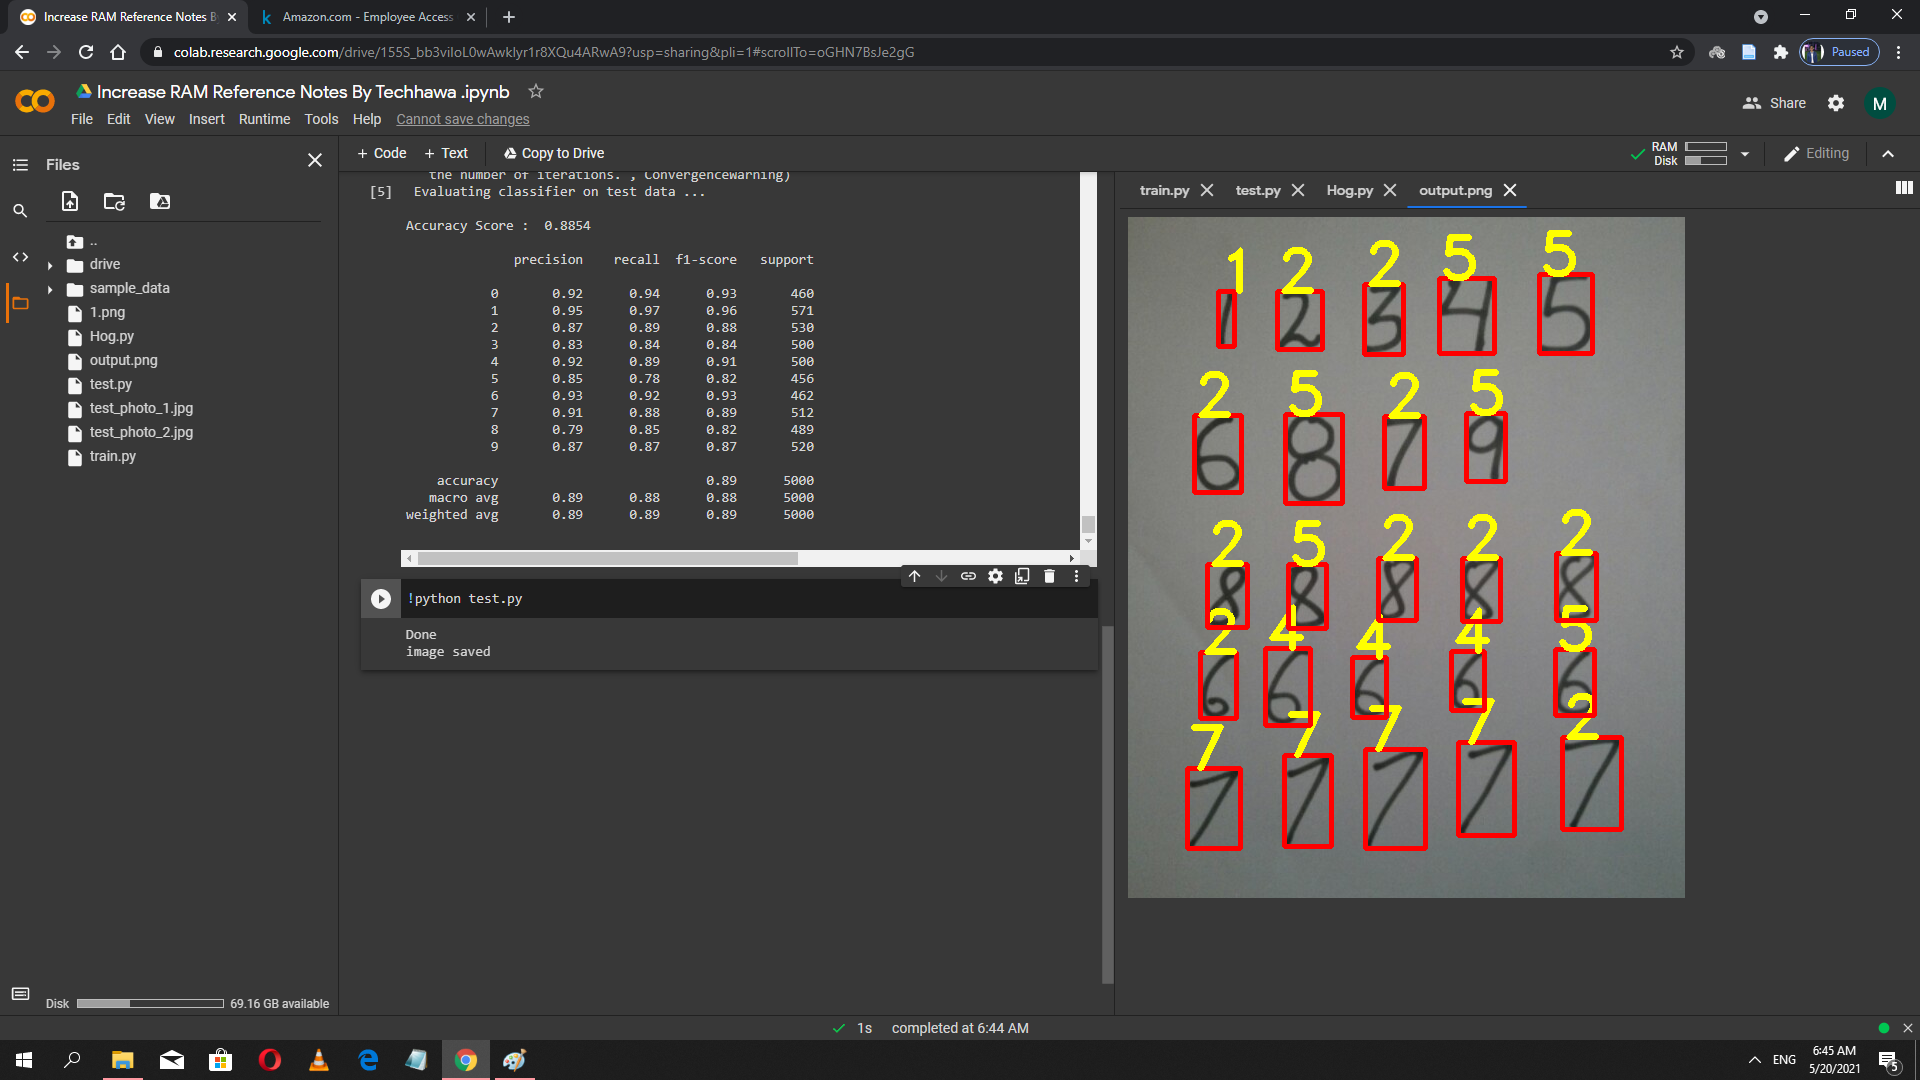 Increase RAM Reference Notes B
Amazon.com - Employee Access
colab.research.google.com/drive/155S_bb3viIoL0wAwklyr1r8XQu4ARwA9?usp=sharing&pli=1#scrollTo=oGHN7BsJe2gG
Paused
Increase RAM Reference Notes By Techhawa .ipynb
File Edit View Insert Runtime Tools Help Cannot save changes
Share
M
Files
+ Code + Text Copy to Drive
RAM
Disk
Editing
..
drive
sample_data
1.png
Hog.py
output.png
test.py
test_photo_1.jpg
test_photo_2.jpg
train.py
Disk 69.16 GB available
the number of iterations. , ConvergenceWarning)
[5] Evaluating classifier on test data ...
Accuracy Score : 0.8854
precision recall f1-score support
0 0.92 0.94 0.93 460
1 0.95 0.97 0.96 571
2 0.87 0.89 0.88 530
3 0.83 0.84 0.84 500
4 0.92 0.89 0.91 500
5 0.85 0.78 0.82 456
6 0.93 0.92 0.93 462
7 0.91 0.88 0.89 512
8 0.79 0.85 0.82 489
9 0.87 0.87 0.87 520
accuracy 0.89 5000
macro avg 0.89 0.88 0.88 5000
weighted avg 0.89 0.89 0.89 5000
!python test.py
Done
image saved
train.py test.py Hog.py output.png
1 2 2 5 5
1 2 3 4 5
2 5 2 5
6 8 7 9
2 5 2 2 2
8 8 8 8 8
2 4 4 4 5
6 6 6 6 6
7 7 7 7 2
7 7 7 7 7
1s completed at 6:44 AM
ENG
6:45 AM
5/20/2021
5